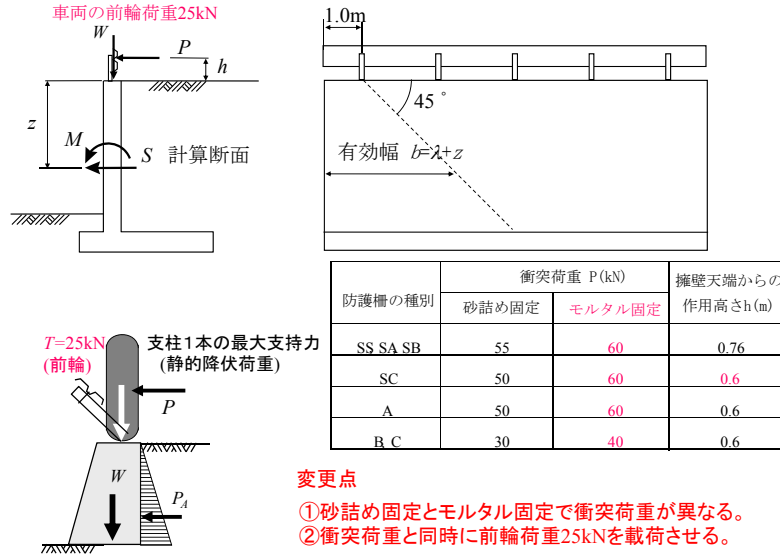 車両の前輪荷重25kN
W
P
h
z
M
S 計算断面
1.0m
45°
有効幅 b=λ+z
防護柵の種別 衝突荷重 P(kN) 擁壁天端からの作用高さh(m)
砂詰め固定 モルタル固定
SS SA SB 55 60 0.76
SC 50 60 0.6
A 50 60 0.6
B C 30 40 0.6
T=25kN
(前輪)
支柱1本の最大支持力
(静的降伏荷重)
P
W
PA
変更点
①砂詰め固定とモルタル固定で衝突荷重が異なる。
②衝突荷重と同時に前輪荷重25kNを載荷させる。